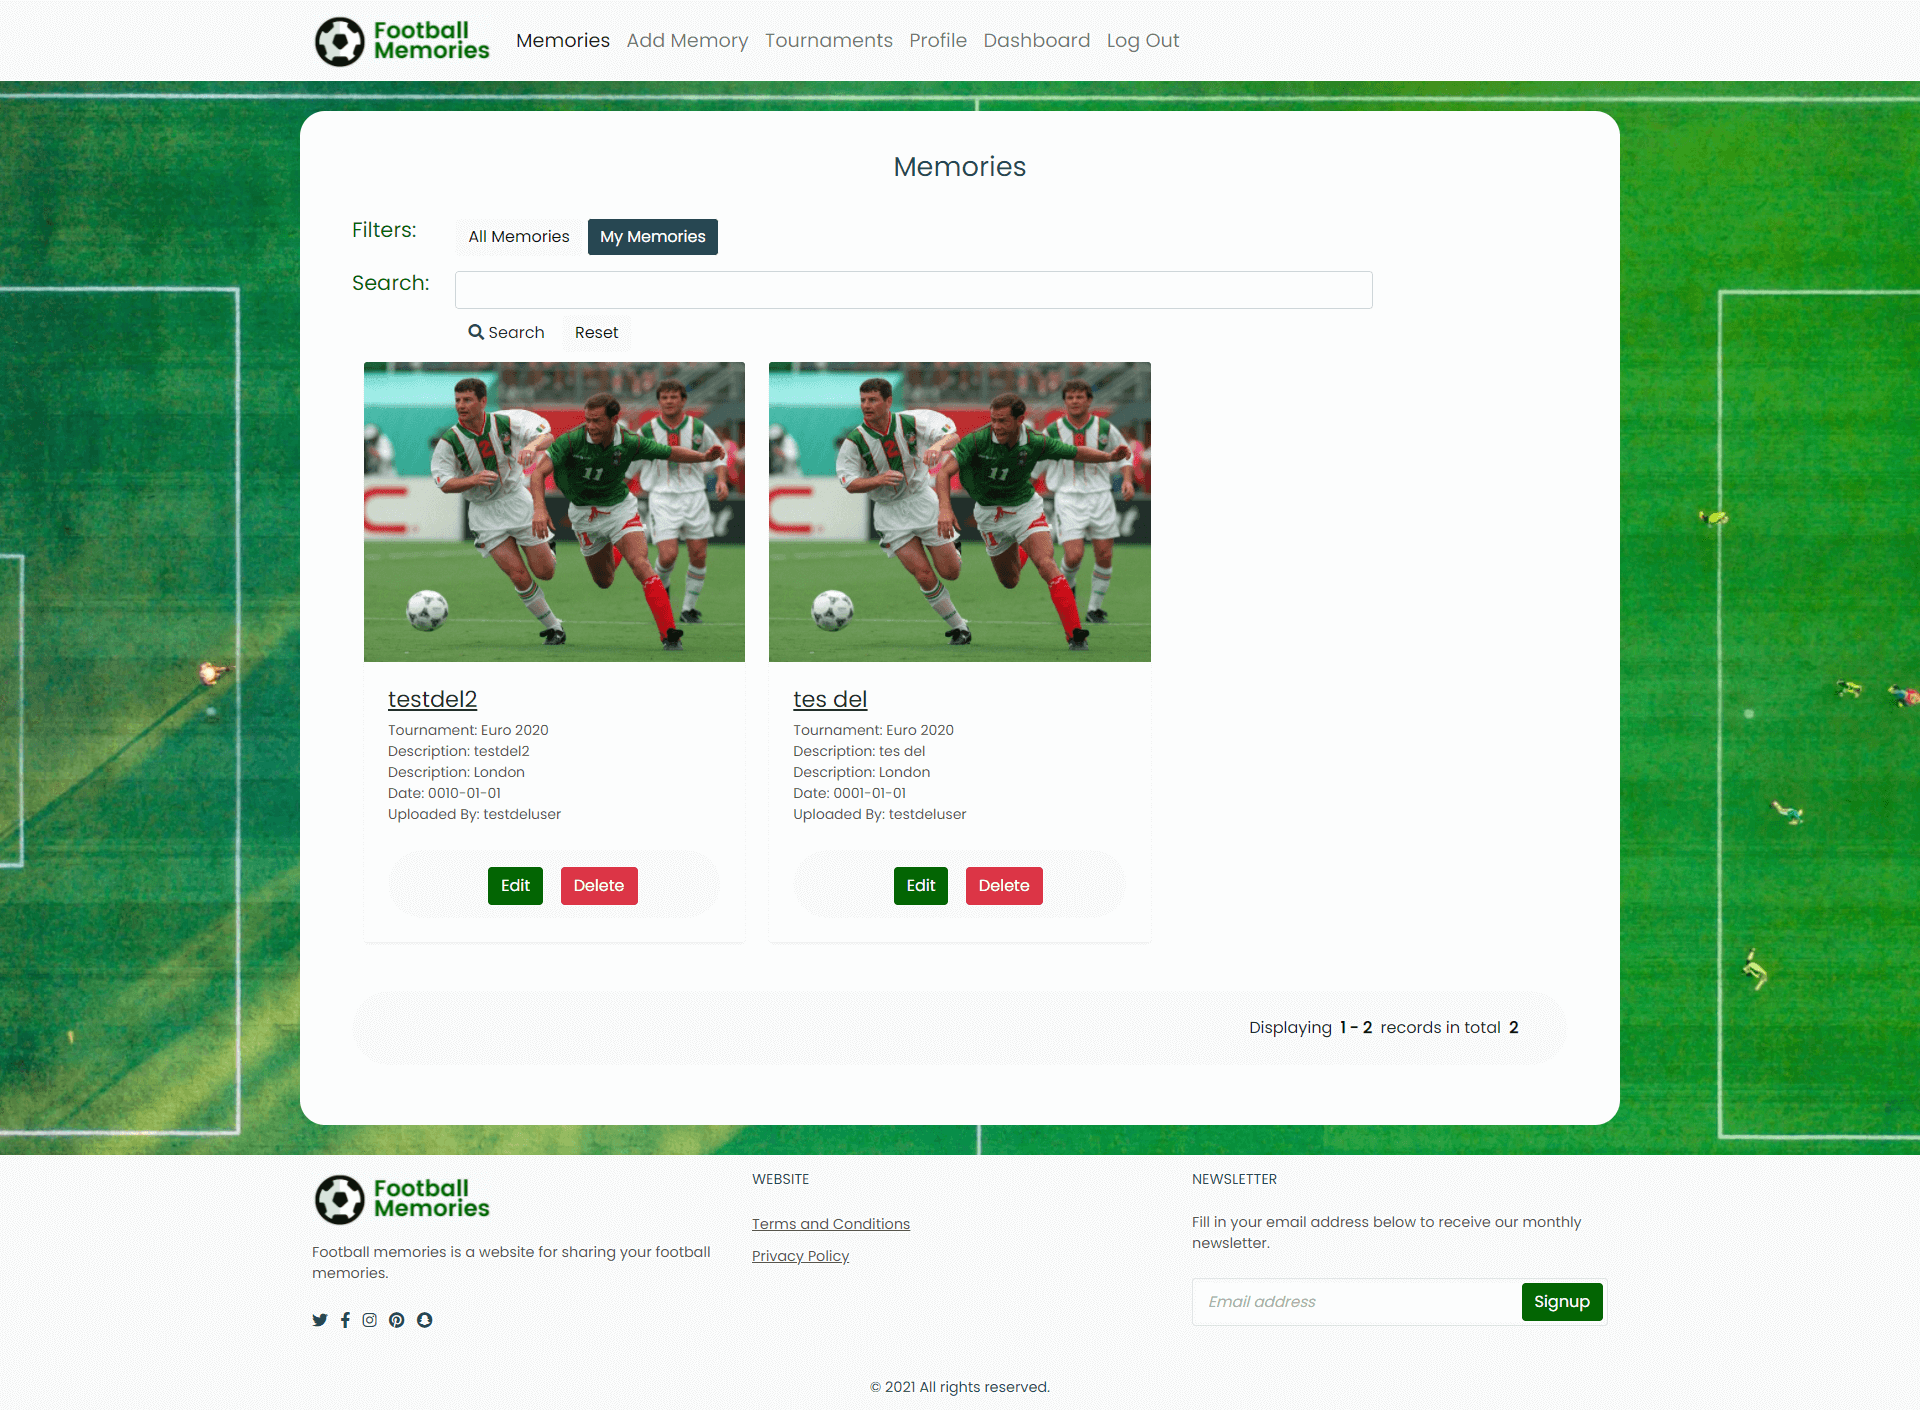 Football
Memories
Memories Add Memory Tournaments Profile Dashboard Log Out
Memories
Filters:
All Memories My Memories
Search:
Search Reset
testdel2
Tournament: Euro 2020
Description: testdel2
Description: London
Date: 0010-01-01
Uploaded By: testdeluser
Edit Delete
tes del
Tournament: Euro 2020
Description: tes del
Description: London
Date: 0001-01-01
Uploaded By: testdeluser
Edit Delete
Displaying 1 - 2 records in total 2
Football
Memories
Football memories is a website for sharing your football
memories.
WEBSITE
Terms and Conditions
Privacy Policy
NEWSLETTER
Fill in your email address below to receive our monthly
newsletter.
Email address
Signup
© 2021 All rights reserved.